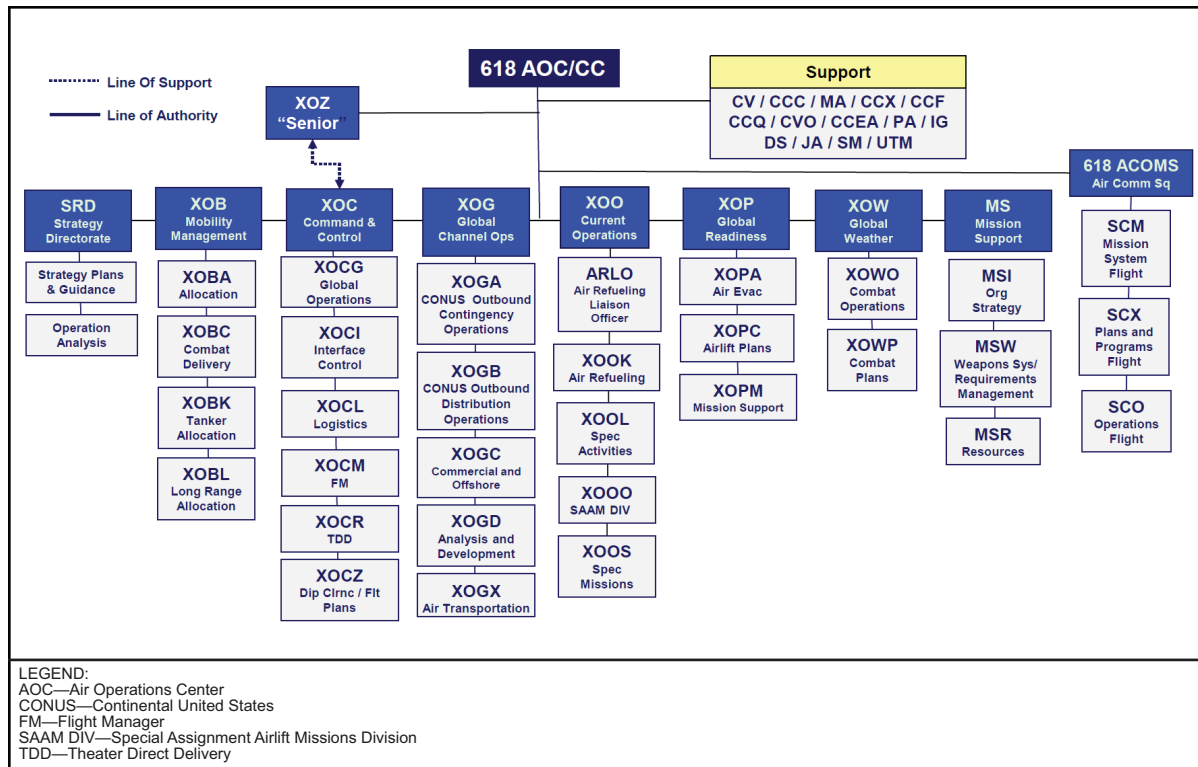 618 AOC/CC
Line Of Support
Line of Authority
XOZ
“Senior”
Support
CV / CCC / MA / CCX / CCF
CCQ / CVO / CCEA / PA / IG
DS / JA / SM / UTM
618 ACOMS
Air Comm Sq
SRD
Strategy
Directorate
Strategy Plans
& Guidance
Operation
Analysis
XOB
Mobility
Management
XOBA
Allocation
XOBC
Combat
Delivery
XOBK
Tanker
Allocation
XOBL
Long Range
Allocation
XOC
Command &
Control
XOCG
Global
Operations
XOCI
Interface
Control
XOCL
Logistics
XOCM
FM
XOCR
TDD
XOCZ
Dip Clrnc / Flt
Plans
XOG
Global
Channel Ops
XOGA
CONUS Outbound
Contingency
Operations
XOGB
CONUS Outbound
Distribution
Operations
XOGC
Commercial and
Offshore
XOGD
Analysis and
Development
XOGX
Air Transportation
XOO
Current
Operations
ARLO
Air Refueling
Liaison
Officer
XOOK
Air Refueling
XOOL
Spec
Activities
XOOO
SAAM DIV
XOOS
Spec
Missions
XOP
Global
Readiness
XOPA
Air Evac
XOPC
Airlift Plans
XOPM
Mission Support
XOW
Global
Weather
XOWO
Combat
Operations
XOWP
Combat
Plans
MS
Mission
Support
MSI
Org
Strategy
MSW
Weapons Sys/
Requirements
Management
MSR
Resources
SCM
Mission
System
Flight
SCX
Plans and
Programs
Flight
SCO
Operations
Flight
LEGEND:
AOC—Air Operations Center
CONUS—Continental United States
FM—Flight Manager
SAAM DIV—Special Assignment Airlift Missions Division
TDD—Theater Direct Delivery